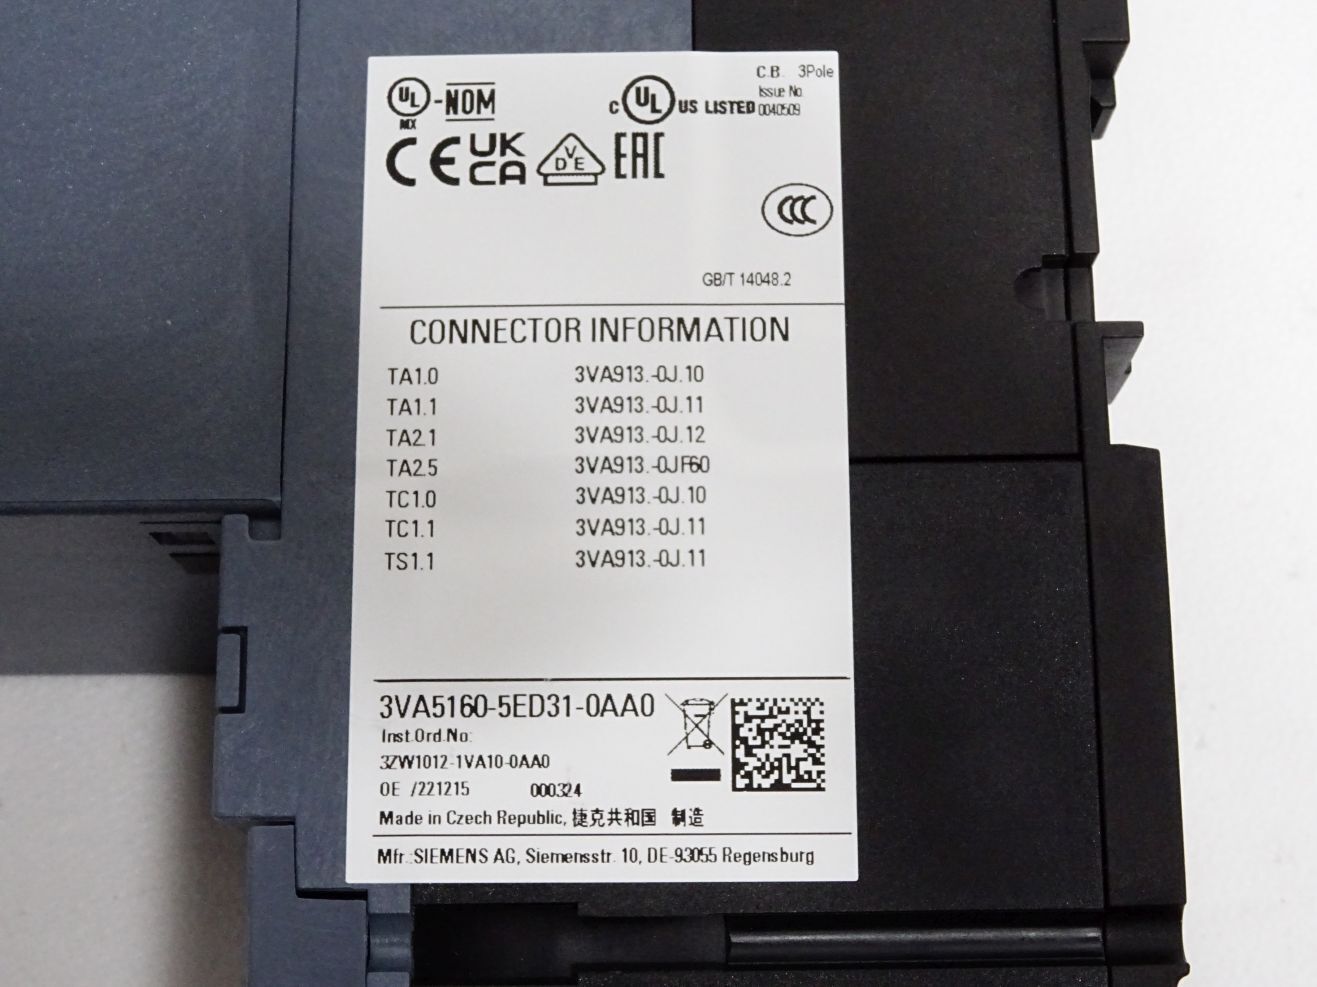 UL -NOM
MX
C UL US LISTED
C.B. 3Pole
Issue No.
0040509
CE UK CA VDE EAC
CCC
GB/T 14048.2
CONNECTOR INFORMATION
TA1.0 3VA913.-0J.10
TA1.1 3VA913.-0J.11
TA2.1 3VA913.-0J.12
TA2.5 3VA913.-0JF60
TC1.0 3VA913.-0J.10
TC1.1 3VA913.-0J.11
TS1.1 3VA913.-0J.11
3VA5160-5ED31-0AA0
Inst.Ord.No:
3ZW1012-1VA10-0AA0
OE /221215 000324
Made in Czech Republic, 捷克共和国 制造
Mfr.:SIEMENS AG, Siemensstr. 10, DE-93055 Regensburg